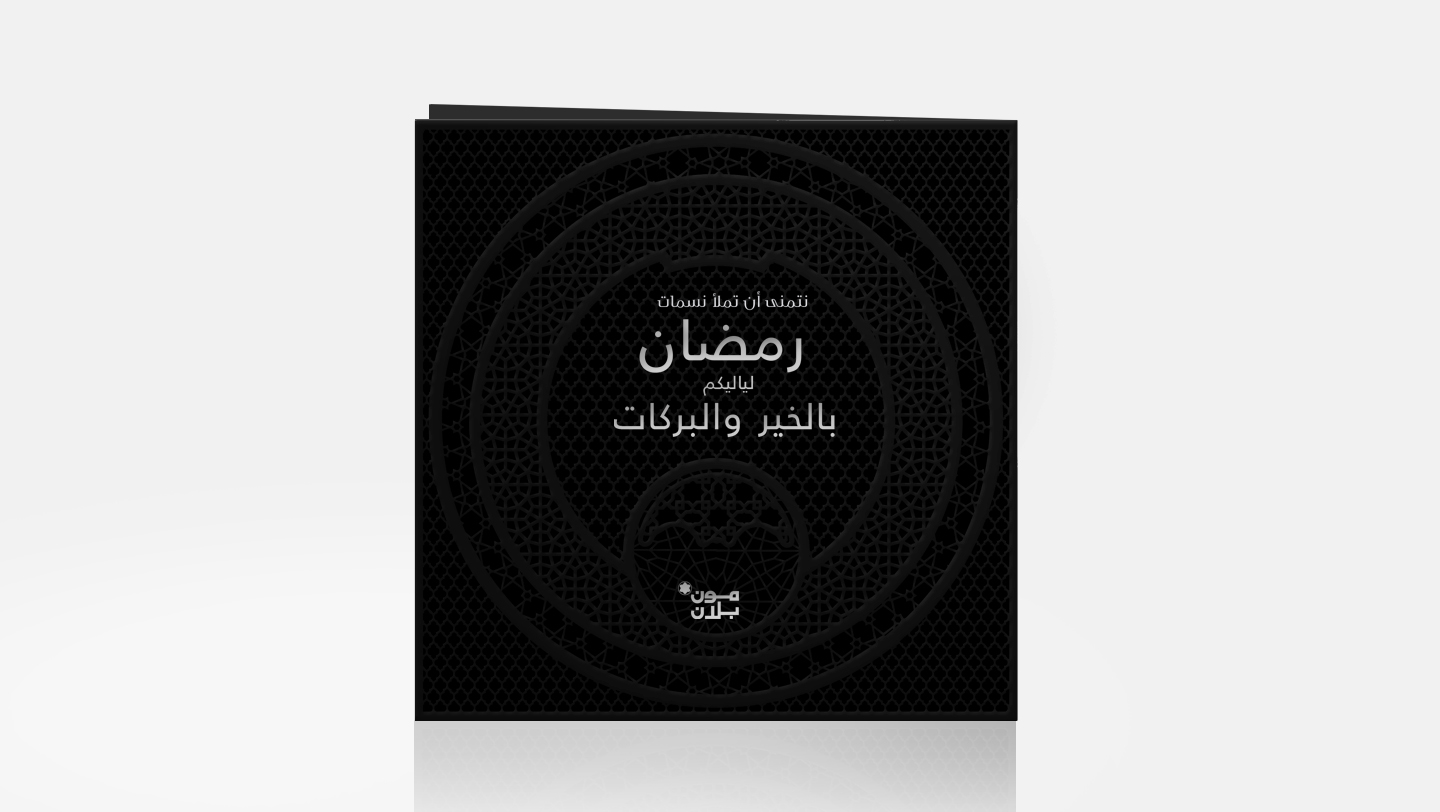 نتمنى أن تملأ نسمات
رمضان
لياليكم
بالخير والبركات
مون
بلان